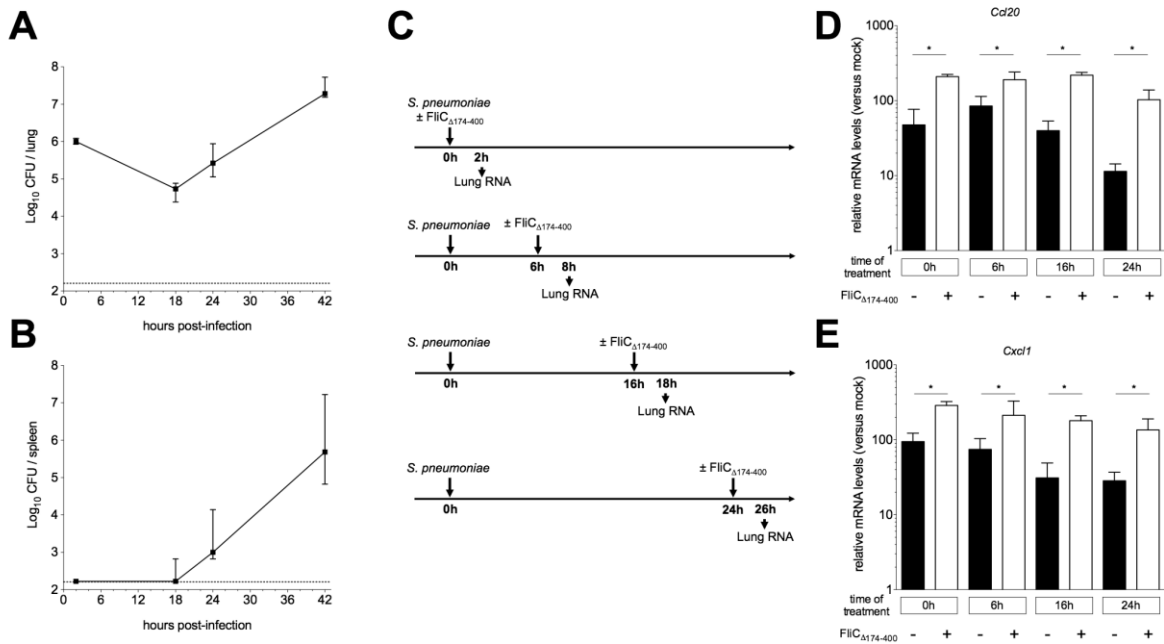 A
Log10 CFU / lung
8
7
6
5
4
3
2
0 6 12 18 24 30 36 42
hours post-infection
B
Log10 CFU / spleen
8
7
6
5
4
3
2
0 6 12 18 24 30 36 42
hours post-infection
C
S. pneumoniae
± FliCΔ174-400
0h 2h
Lung RNA
S. pneumoniae ± FliCΔ174-400
0h 6h 8h
Lung RNA
S. pneumoniae ± FliCΔ174-400
0h 16h 18h
Lung RNA
S. pneumoniae ± FliCΔ174-400
0h 24h 26h
Lung RNA
D
Ccl20
relative mRNA levels (versus mock)
1000
100
10
1
* * * *
time of
treatment
0h 6h 16h 24h
FliCΔ174-400 - + - + - + - +
E
Cxcl1
relative mRNA levels (versus mock)
1000
100
10
1
* * * *
time of
treatment
0h 6h 16h 24h
FliCΔ174-400 - + - + - + - +